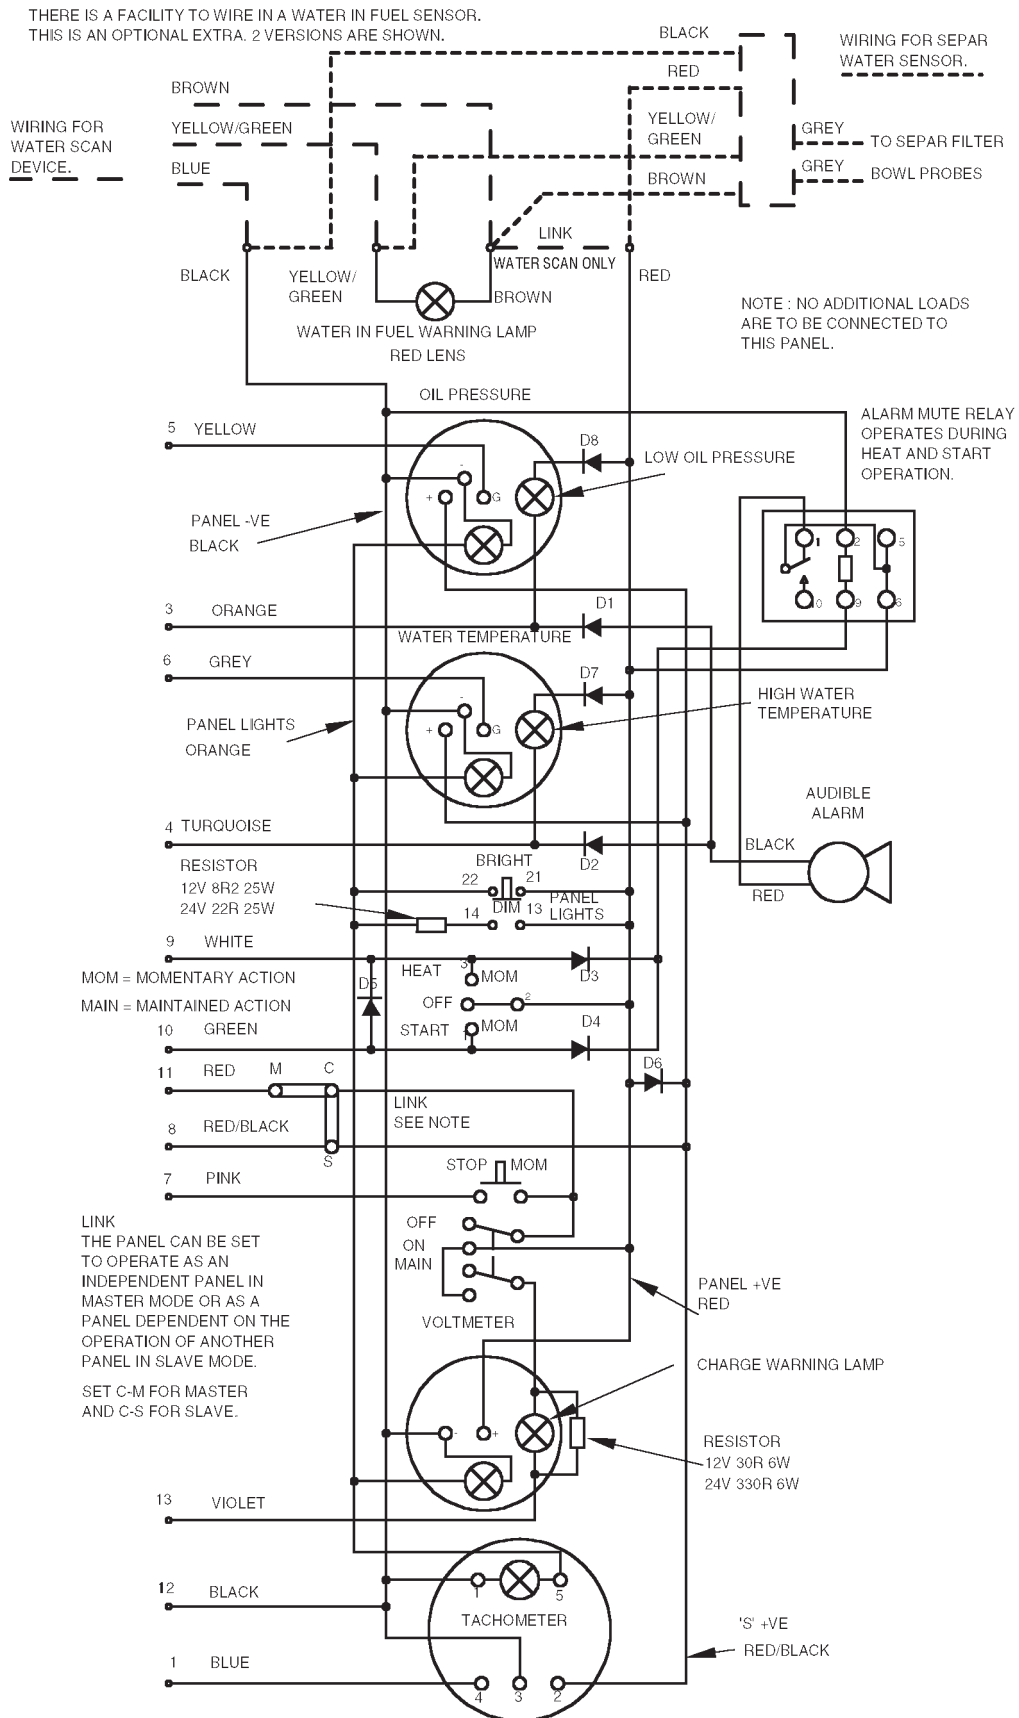 THERE IS A FACILITY TO WIRE IN A WATER IN FUEL SENSOR.
THIS IS AN OPTIONAL EXTRA. 2 VERSIONS ARE SHOWN.
BLACK
WIRING FOR SEPAR
WATER SENSOR.
RED
BROWN
YELLOW/
GREEN
WIRING FOR
WATER SCAN
DEVICE.
YELLOW/GREEN
BLUE
GREY
TO SEPAR FILTER
GREY
BOWL PROBES
BROWN
LINK
WATER SCAN ONLY
BLACK
YELLOW/
GREEN
BROWN
RED
WATER IN FUEL WARNING LAMP
RED LENS
NOTE : NO ADDITIONAL LOADS
ARE TO BE CONNECTED TO
THIS PANEL.
OIL PRESSURE
ALARM MUTE RELAY
OPERATES DURING
HEAT AND START
OPERATION.
5 YELLOW
D8
LOW OIL PRESSURE
-
+
G
PANEL -VE
BLACK
1
2
5
10
9
6
3 ORANGE
D1
WATER TEMPERATURE
6 GREY
D7
HIGH WATER
TEMPERATURE
-
+
G
PANEL LIGHTS
ORANGE
AUDIBLE
ALARM
4 TURQUOISE
BLACK
D2
RED
RESISTOR
12V 8R2 25W
24V 22R 25W
BRIGHT
22
21
DIM
14
13
PANEL
LIGHTS
9 WHITE
HEAT
3
MOM
D3
MOM = MOMENTARY ACTION
D5
OFF
2
MAIN = MAINTAINED ACTION
10 GREEN
START
1
MOM
D4
11 RED
M
C
D6
LINK
SEE NOTE
8 RED/BLACK
S
7 PINK
STOP
MOM
LINK
THE PANEL CAN BE SET
TO OPERATE AS AN
INDEPENDENT PANEL IN
MASTER MODE OR AS A
PANEL DEPENDENT ON THE
OPERATION OF ANOTHER
PANEL IN SLAVE MODE.
SET C-M FOR MASTER
AND C-S FOR SLAVE.
OFF
ON
MAIN
PANEL +VE
RED
VOLTMETER
CHARGE WARNING LAMP
-
+
RESISTOR
12V 30R 6W
24V 330R 6W
13 VIOLET
12 BLACK
1
5
TACHOMETER
'S' +VE
RED/BLACK
1 BLUE
4
3
2